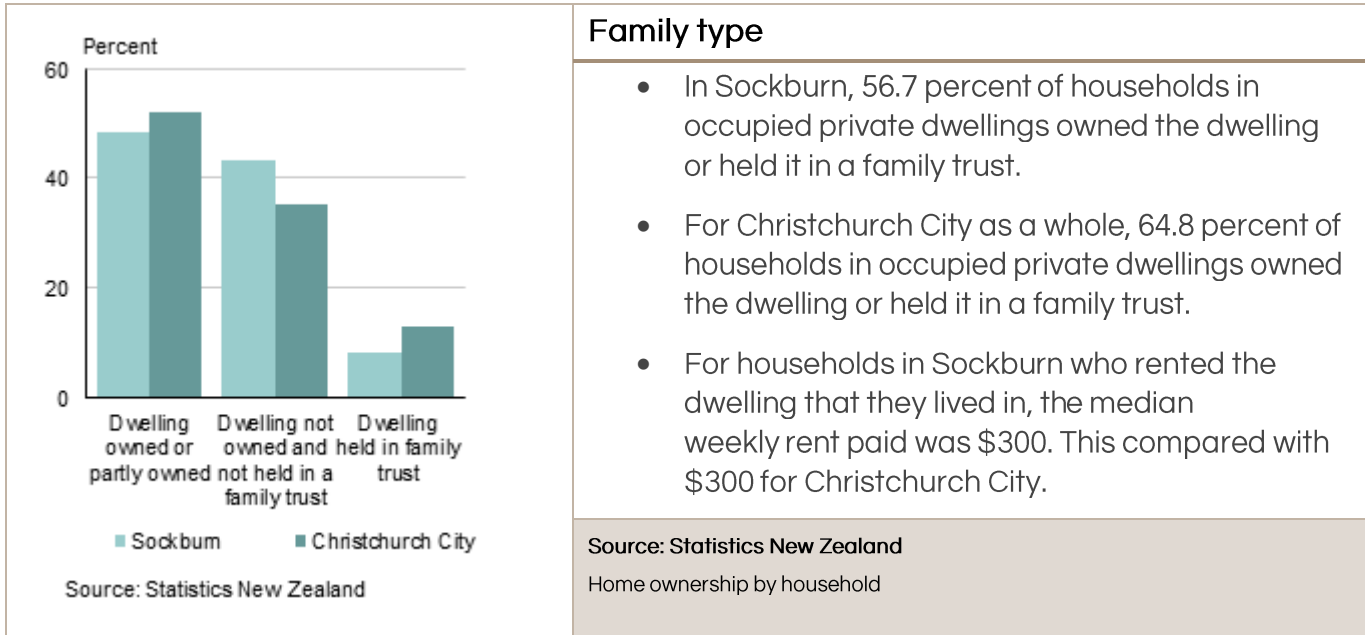 Percent
60
40
20
0
Dwelling owned or partly owned
Dwelling not owned and not held in a family trust
Dwelling held in family trust
Sockburn
Christchurch City
Source: Statistics New Zealand
Family type
• In Sockburn, 56.7 percent of households in
occupied private dwellings owned the dwelling
or held it in a family trust.
• For Christchurch City as a whole, 64.8 percent of
households in occupied private dwellings owned
the dwelling or held it in a family trust.
• For households in Sockburn who rented the
dwelling that they lived in, the median
weekly rent paid was $300. This compared with
$300 for Christchurch City.
Source: Statistics New Zealand
Home ownership by household